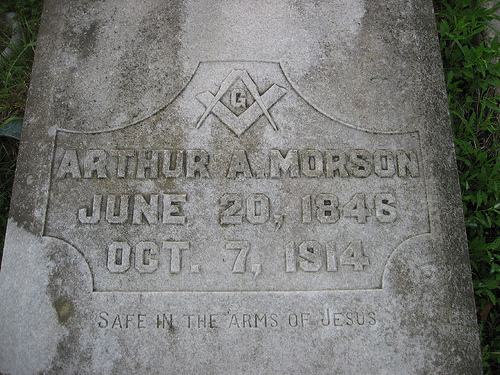 G
ARTHUR A. MORSON
JUNE 20, 1846
OCT. 7, 1914
SAFE IN THE ARMS OF JESUS